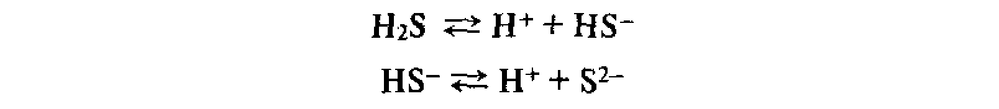 H₂S ⇄ H⁺ + HS⁻
HS⁻ ⇄ H⁺ + S²⁻